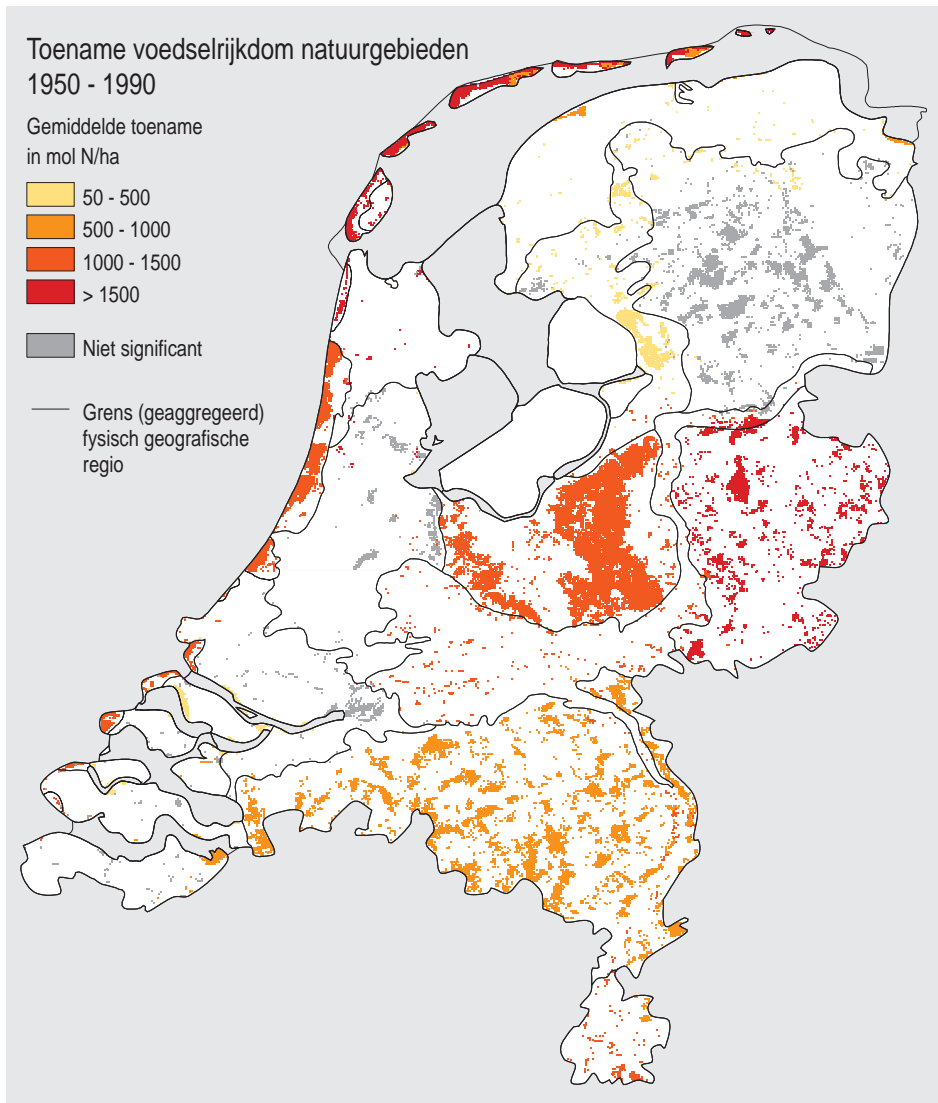 Toename voedselrijkdom natuurgebieden
1950 - 1990
Gemiddelde toename
in mol N/ha
50 - 500
500 - 1000
1000 - 1500
> 1500
Niet significant
Grens (geaggregeerd)
fysisch geografische
regio